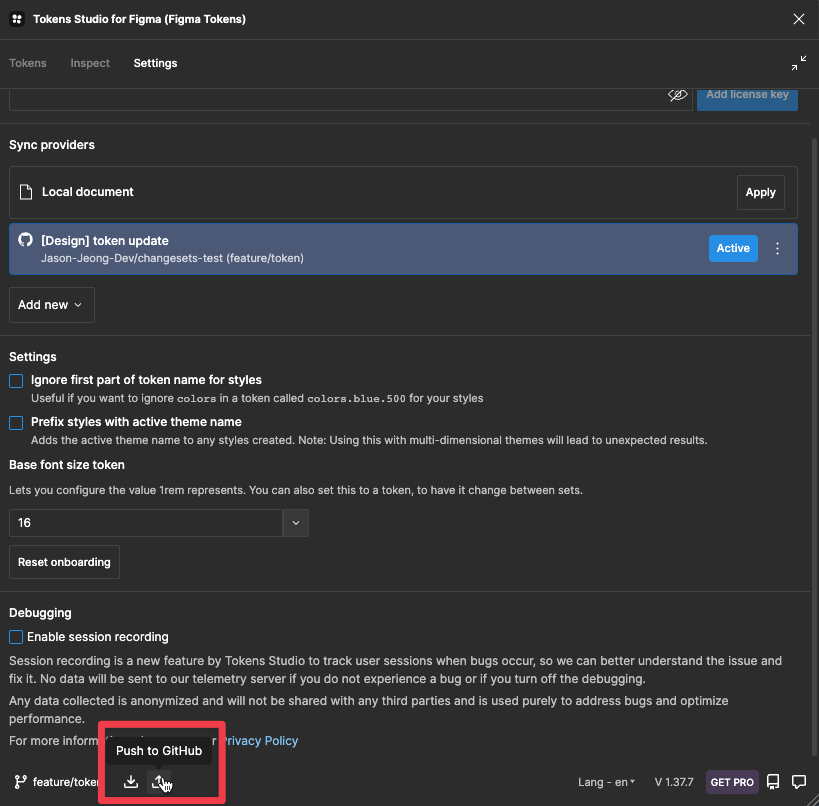 Tokens Studio for Figma (Figma Tokens)
Tokens Inspect Settings
Add license key
Sync providers
Local document
Apply
[Design] token update
Jason-Jeong-Dev/changesets-test (feature/token)
Active
Add new
Settings
Ignore first part of token name for styles
Useful if you want to ignore colors in a token called colors.blue.500 for your styles
Prefix styles with active theme name
Adds the active theme name to any styles created. Note: Using this with multi-dimensional themes will lead to unexpected results.
Base font size token
Lets you configure the value 1rem represents. You can also set this to a token, to have it change between sets.
16
Reset onboarding
Debugging
Enable session recording
Session recording is a new feature by Tokens Studio to track user sessions when bugs occur, so we can better understand the issue and
fix it. No data will be sent to our telemetry server if you do not experience a bug or if you turn off the debugging.
Any data collected is anonymized and will not be shared with any third parties and is used purely to address bugs and optimize
performance.
For more Privacy Policy
Push to GitHub
Lang - en V 1.37.7 GET PRO